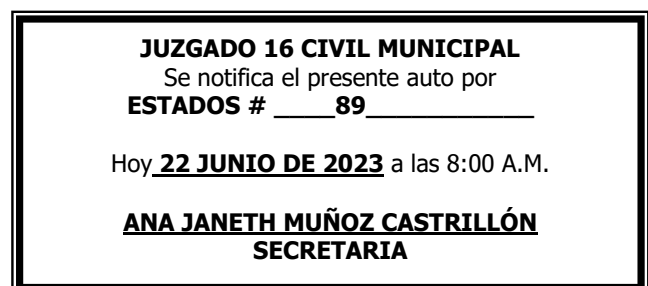 JUZGADO 16 CIVIL MUNICIPAL
Se notifica el presente auto por
ESTADOS # _____89_____________
Hoy 22 JUNIO DE 2023 a las 8:00 A.M.
ANA JANETH MUÑOZ CASTRILLÓN
SECRETARIA